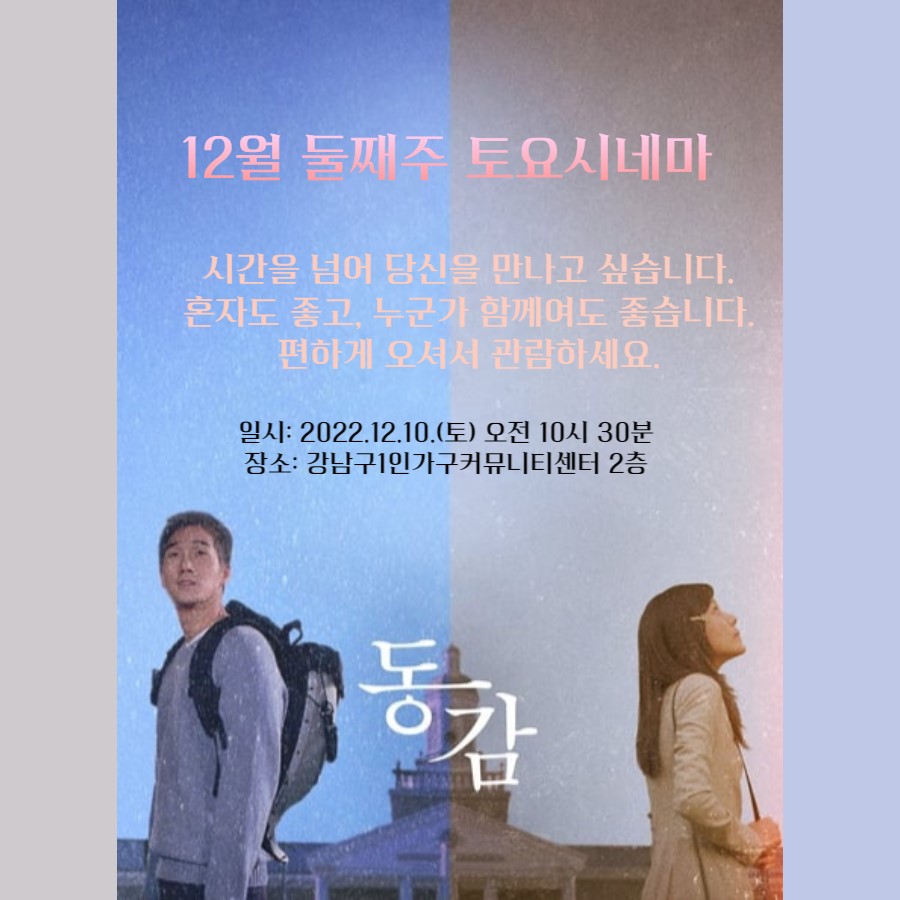 12월 둘째주 토요시네마
시간을 넘어 당신을 만나고 싶습니다.
혼자도 좋고, 누군가 함께여도 좋습니다.
편하게 오셔서 관람하세요.
일시: 2022.12.10.(토) 오전 10시 30분
장소: 강남구1인가구커뮤니티센터 2층
동감